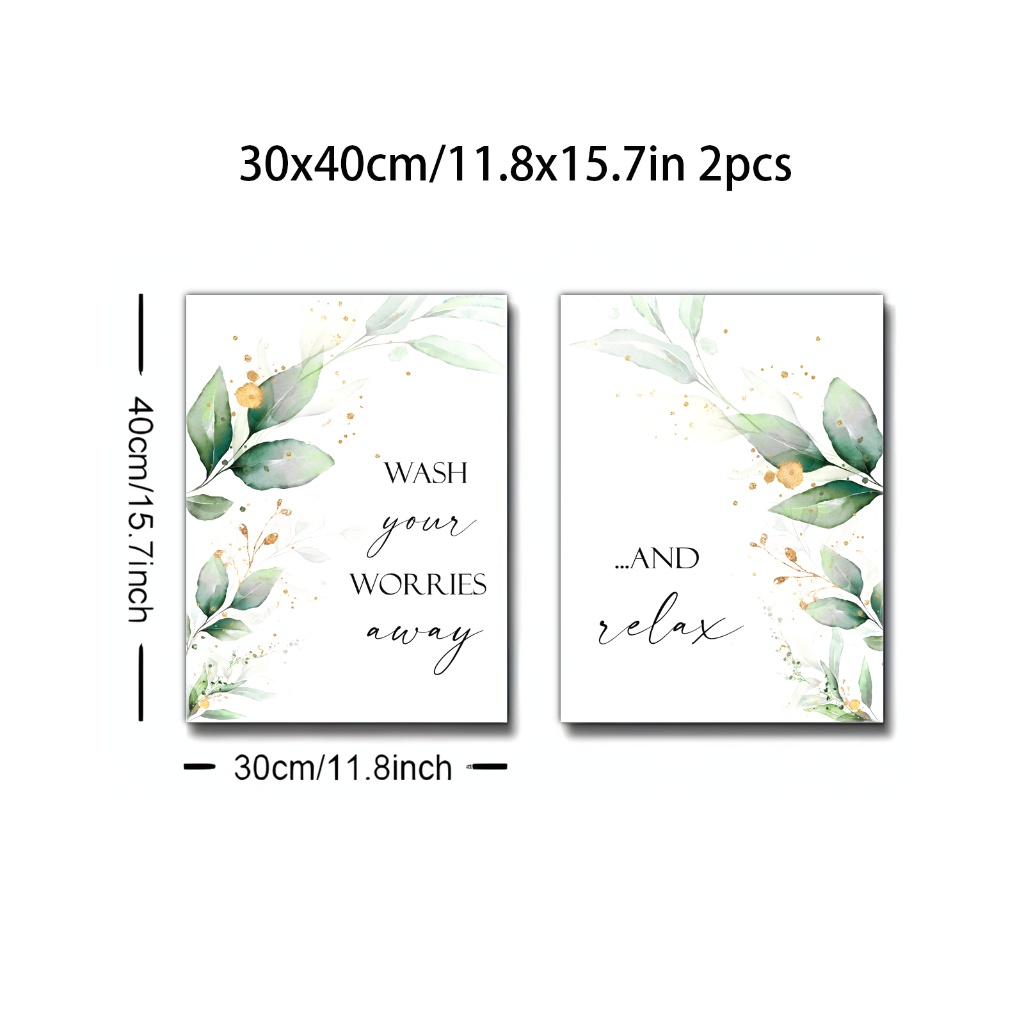 30x40cm/11.8x15.7in 2pcs
40cm/15.7inch
WASH
your
WORRIES
away
...AND
relax
30cm/11.8inch